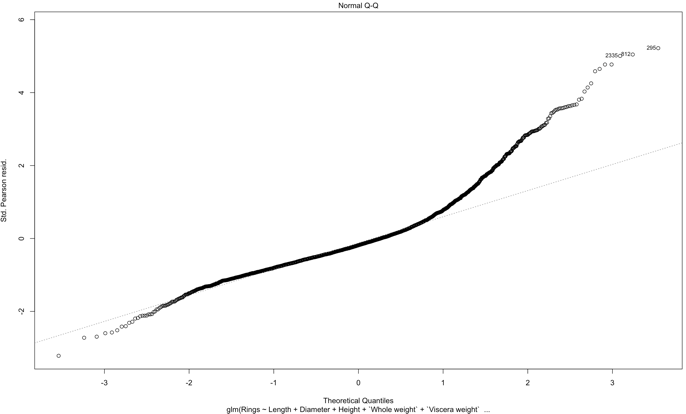 Normal Q-Q
6
4
2
0
-2
Std. Pearson resid.
2335 812 295
-3 -2 -1 0 1 2 3
Theoretical Quantiles
glm(Rings ~ Length + Diameter + Height + `Whole weight` + `Viscera weight` ...